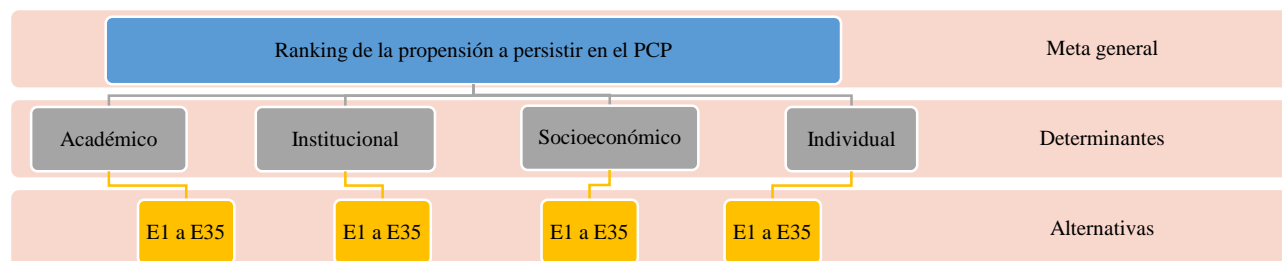 Ranking de la propensión a persistir en el PCP
Meta general
Académico
Institucional
Socioeconómico
Individual
Determinantes
E1 a E35
E1 a E35
E1 a E35
E1 a E35
Alternativas